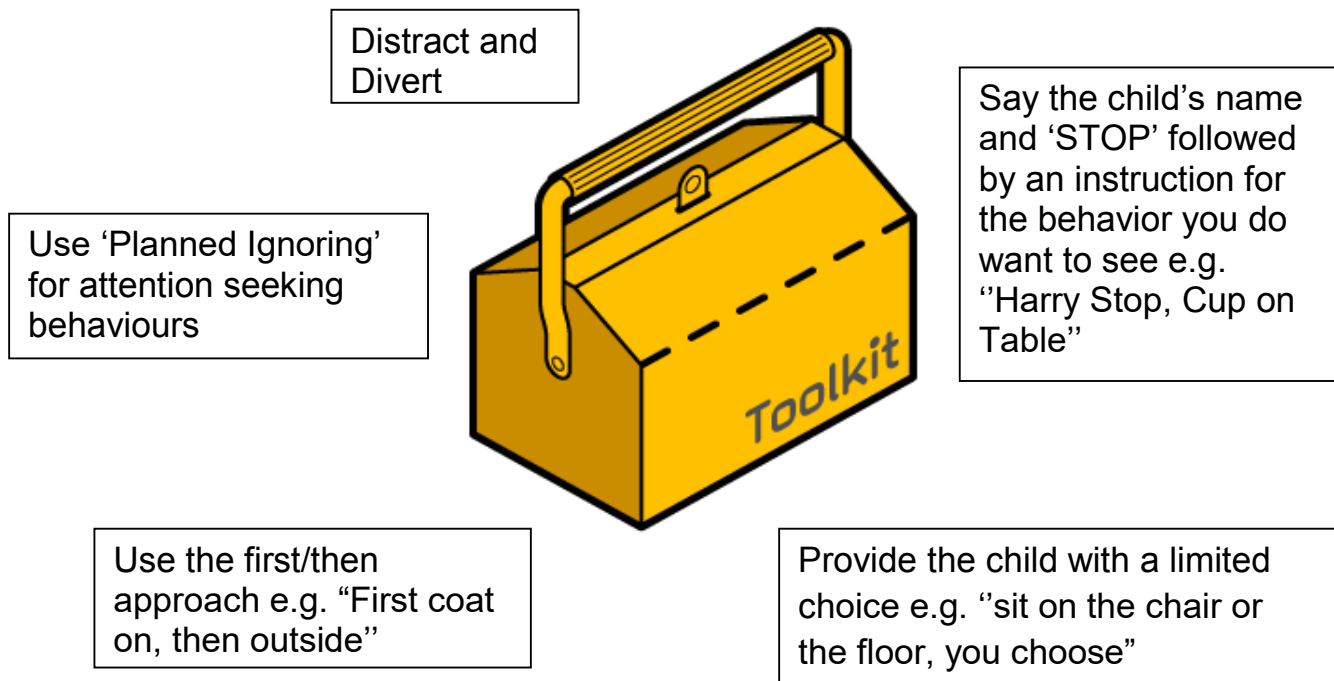 Distract and
Divert
Say the child’s name
and ‘STOP’ followed
by an instruction for
the behavior you do
want to see e.g.
‘’Harry Stop, Cup on
Table’’
Use ‘Planned Ignoring’
for attention seeking
behaviours
Toolkit
Use the first/then
approach e.g. “First coat
on, then outside’’
Provide the child with a limited
choice e.g. ‘’sit on the chair or
the floor, you choose”